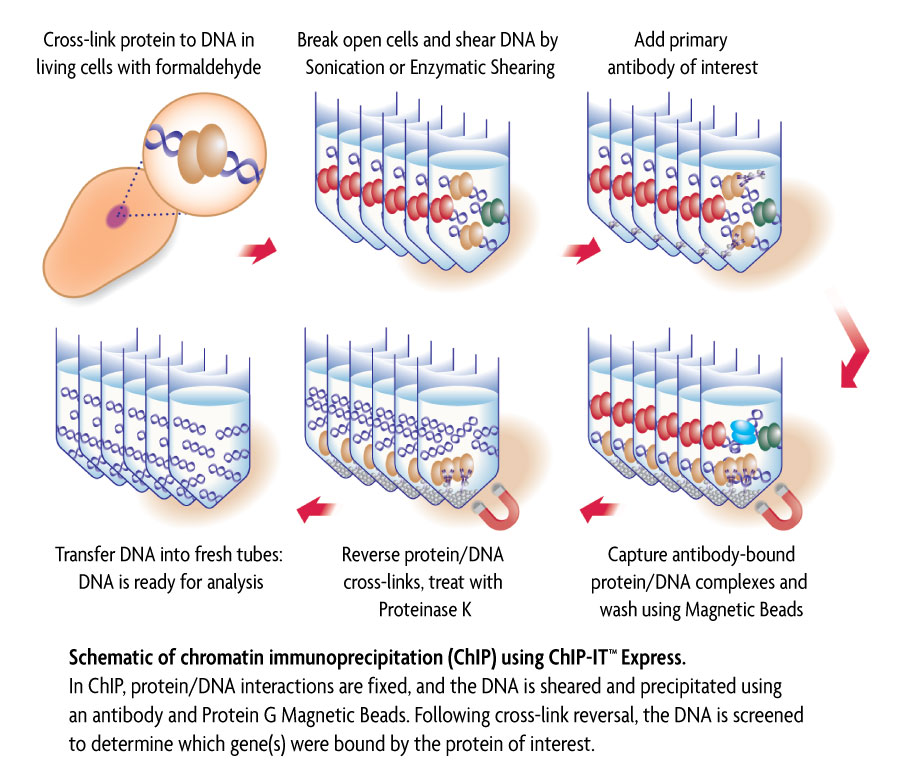 Cross-link protein to DNA in
living cells with formaldehyde
Break open cells and shear DNA by
Sonication or Enzymatic Shearing
Add primary
antibody of interest
Capture antibody-bound
protein/DNA complexes and
wash using Magnetic Beads
Reverse protein/DNA
cross-links, treat with
Proteinase K
Transfer DNA into fresh tubes:
DNA is ready for analysis
Schematic of chromatin immunoprecipitation (ChIP) using ChIP-IT™ Express.
In ChIP, protein/DNA interactions are fixed, and the DNA is sheared and precipitated using
an antibody and Protein G Magnetic Beads. Following cross-link reversal, the DNA is screened
to determine which gene(s) were bound by the protein of interest.